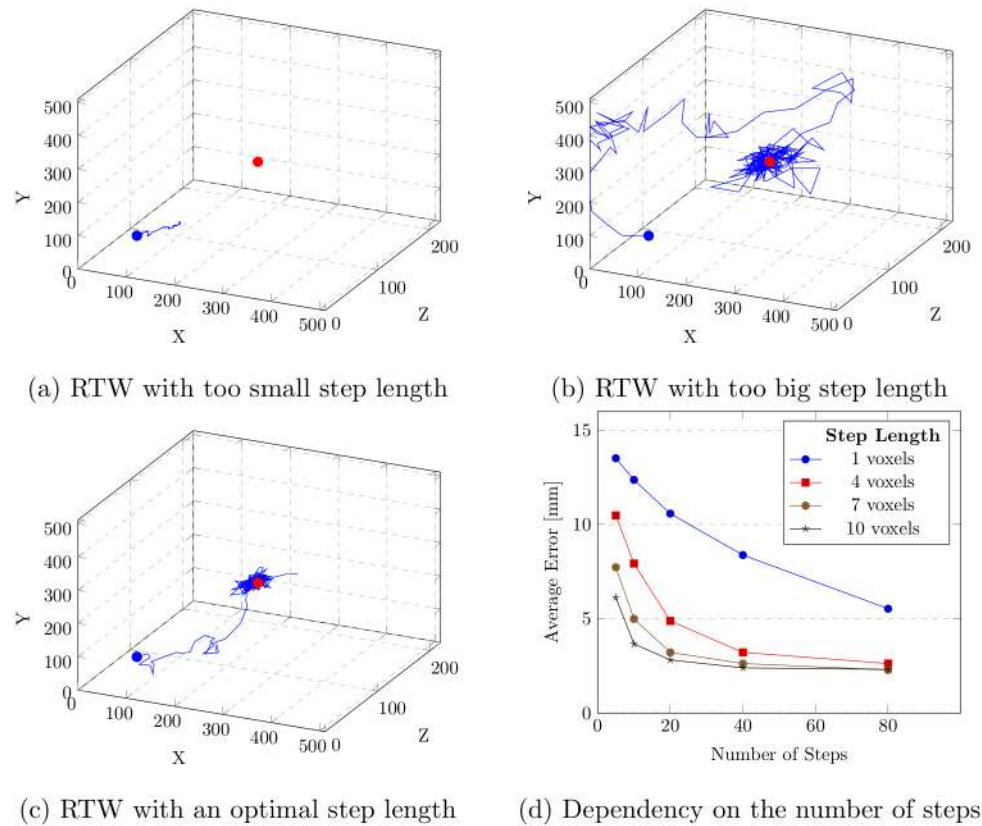 500
400
300
200
100
0
Y
0
100
200
300
400
500
X
0
100
200
Z
(a) RTW with too small step length
500
400
300
200
100
0
Y
0
100
200
300
400
500
X
0
100
200
Z
(b) RTW with too big step length
500
400
300
200
100
0
Y
0
100
200
300
400
500
X
0
100
200
Z
(c) RTW with an optimal step length
15
10
5
0
Average Error [mm]
Step Length
1 voxels
4 voxels
7 voxels
10 voxels
0
20
40
60
80
Number of Steps
(d) Dependency on the number of steps